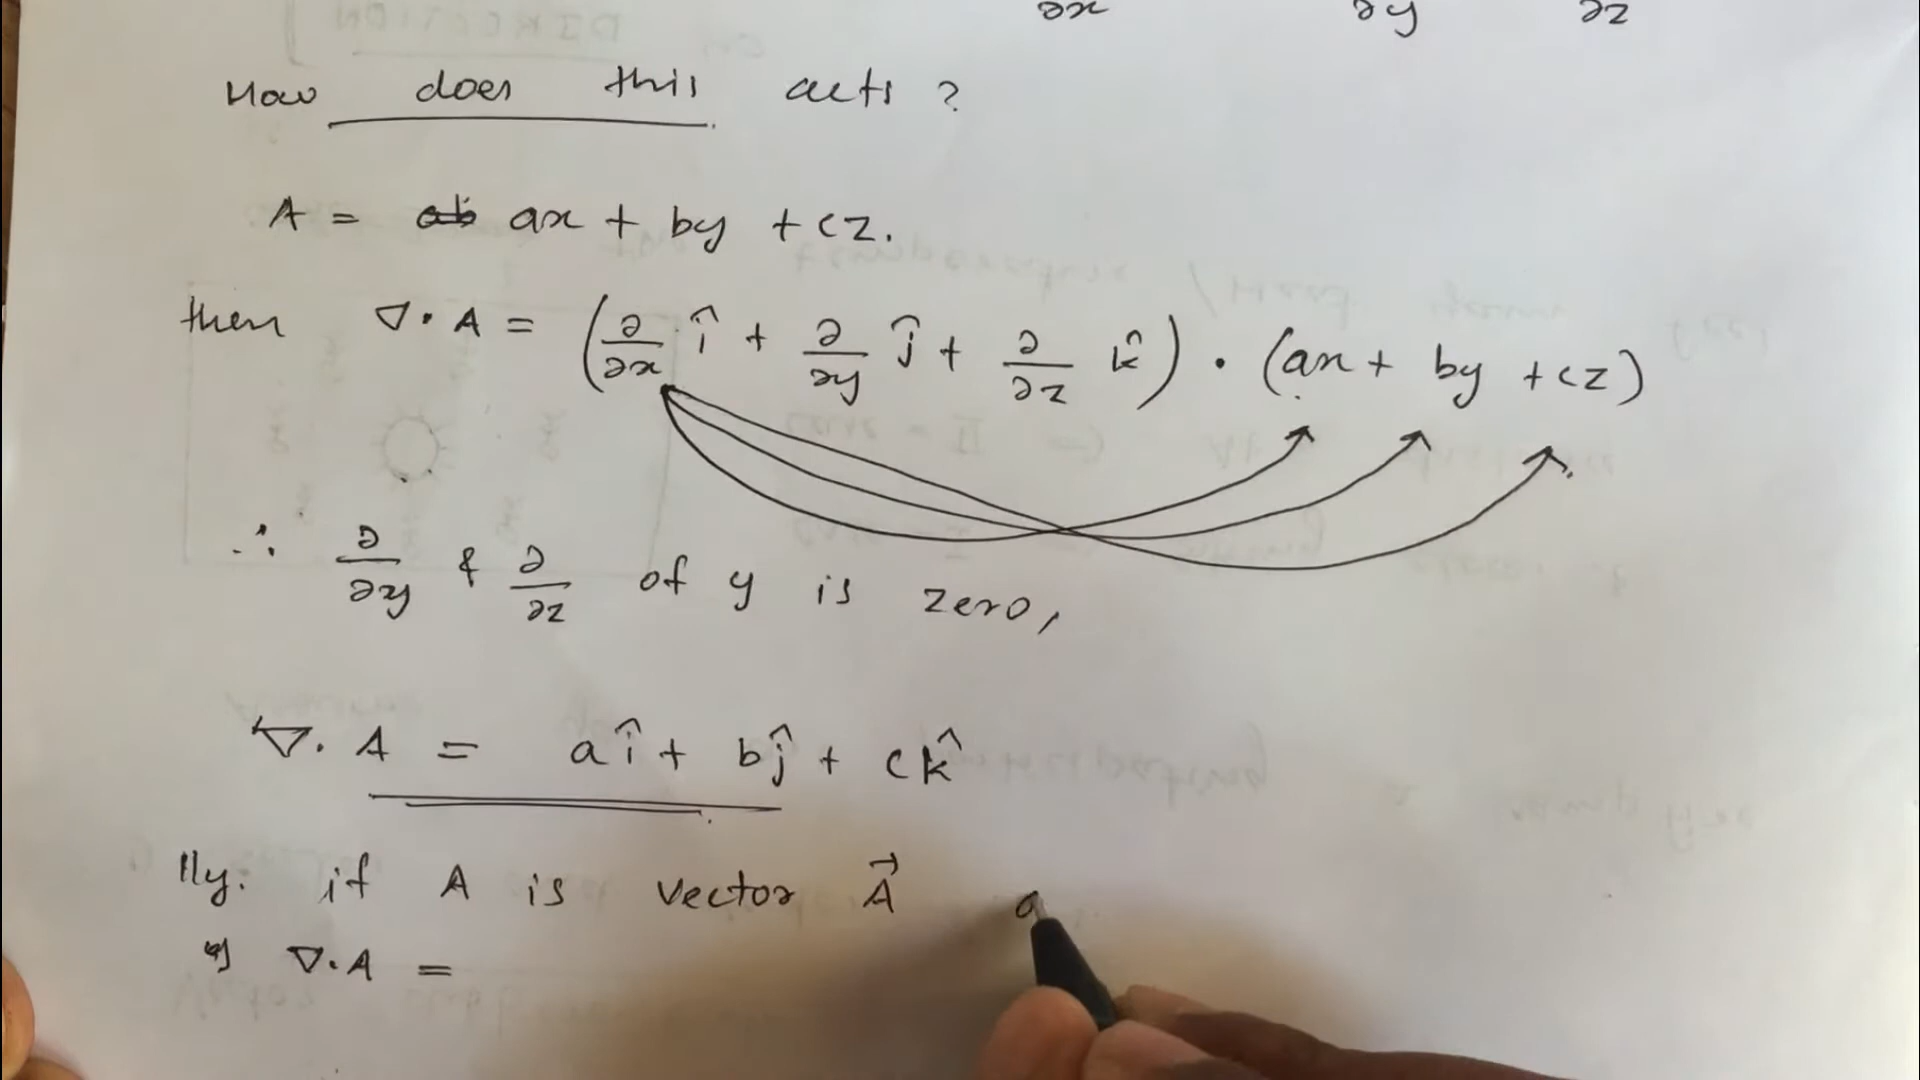 ∂x ∂y ∂z
How does this acts ?
A = ab ax + by + cz.
then ∇·A = (∂/∂x î + ∂/∂y ĵ + ∂/∂z k̂) · (ax + by + cz)
∴ ∂/∂y & ∂/∂z of y is zero,
∇. A = aî + bĵ + ck̂
lly. if A is vector A⃗ a
∇.A =